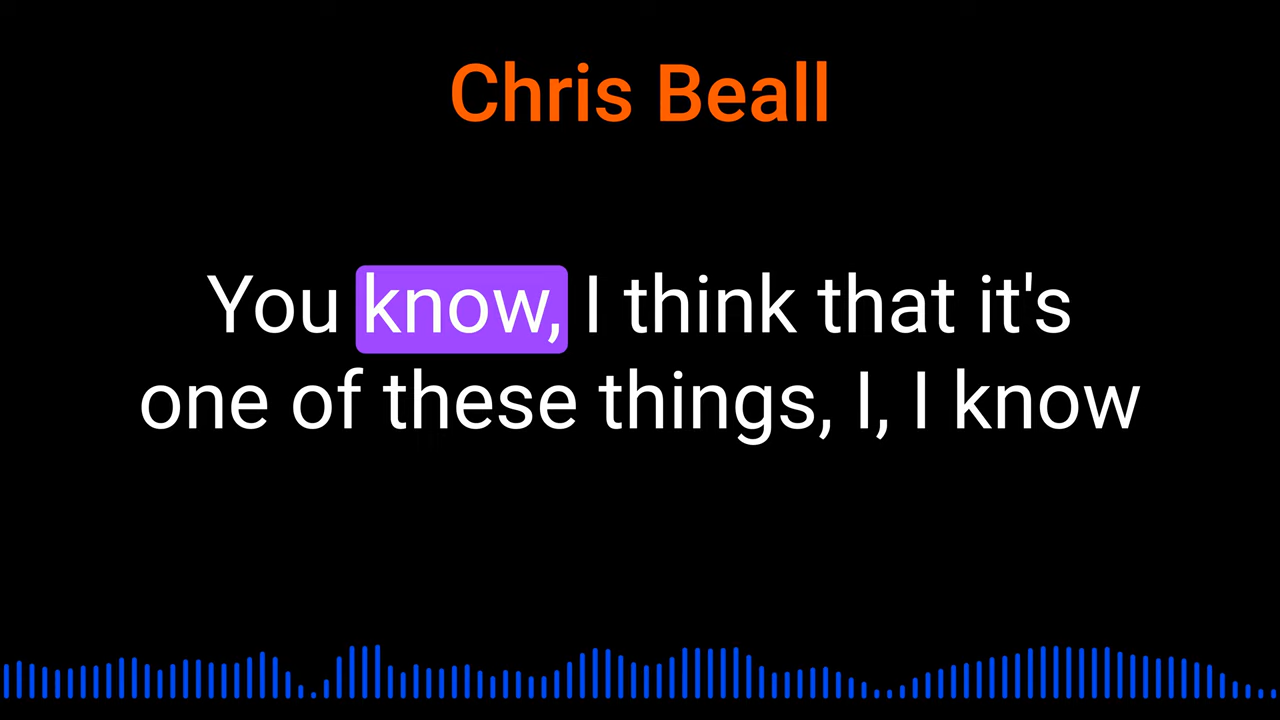 Chris Beall
You know, I think that it's
one of these things, I, I know